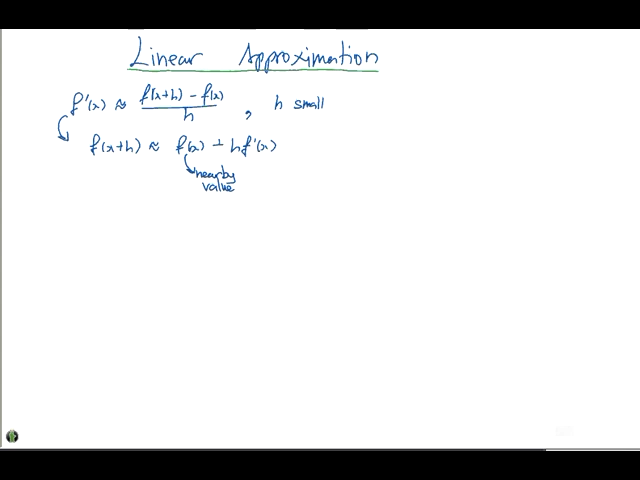 Linear Approximation
f'(x) ≈ f(x+h) - f(x) / h , h small
f(x+h) ≈ f(x) + hf'(x)
nearby
value